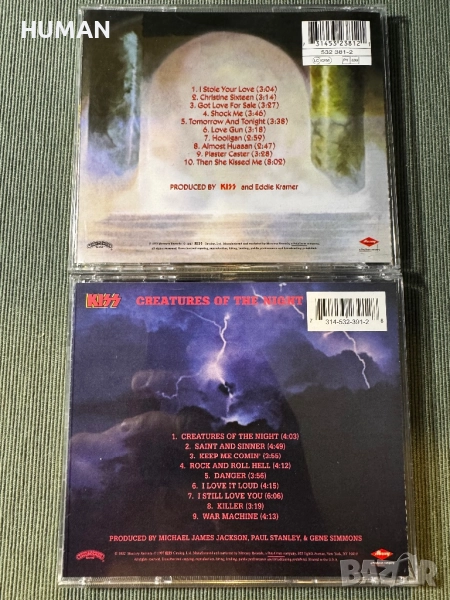 HUMAN
7 31453 23812 1
532 381-2
1. I Stole Your Love (3:04)
2. Christine Sixteen (3:14)
3. Got Love For Sale (3:27)
4. Shock Me (3:46)
5. Tomorrow And Tonight (3:38)
6. Love Gun (3:18)
7. Hooligan (2:59)
8. Almost Human (2:47)
9. Plaster Caster (3:28)
10. Then She Kissed Me (3:02)
PRODUCED BY KISS and Eddie Kramer
KISS
CREATURES OF THE NIGHT
314-532-391-2
1. CREATURES OF THE NIGHT (4:03)
2. SAINT AND SINNER (4:49)
3. KEEP ME COMIN' (3:55)
4. ROCK AND ROLL HELL (4:12)
5. DANGER (3:56)
6. I LOVE IT LOUD (4:15)
7. I STILL LOVE YOU (6:06)
8. KILLER (3:19)
9. WAR MACHINE (4:13)
PRODUCED BY MICHAEL JAMES JACKSON, PAUL STANLEY, & GENE SIMMONS
BAZAR